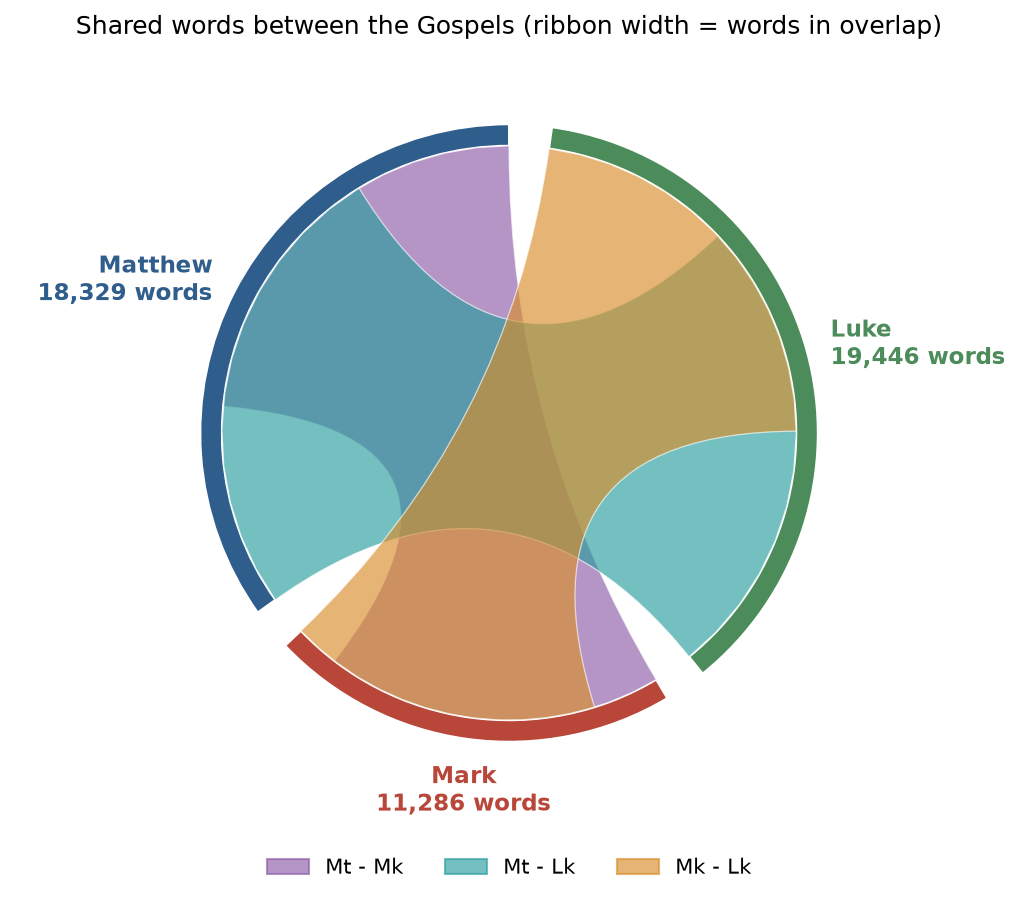 Shared words between the Gospels (ribbon width = words in overlap)
Matthew
18,329 words
Luke
19,446 words
Mark
11,286 words
Mt - Mk
Mt - Lk
Mk - Lk